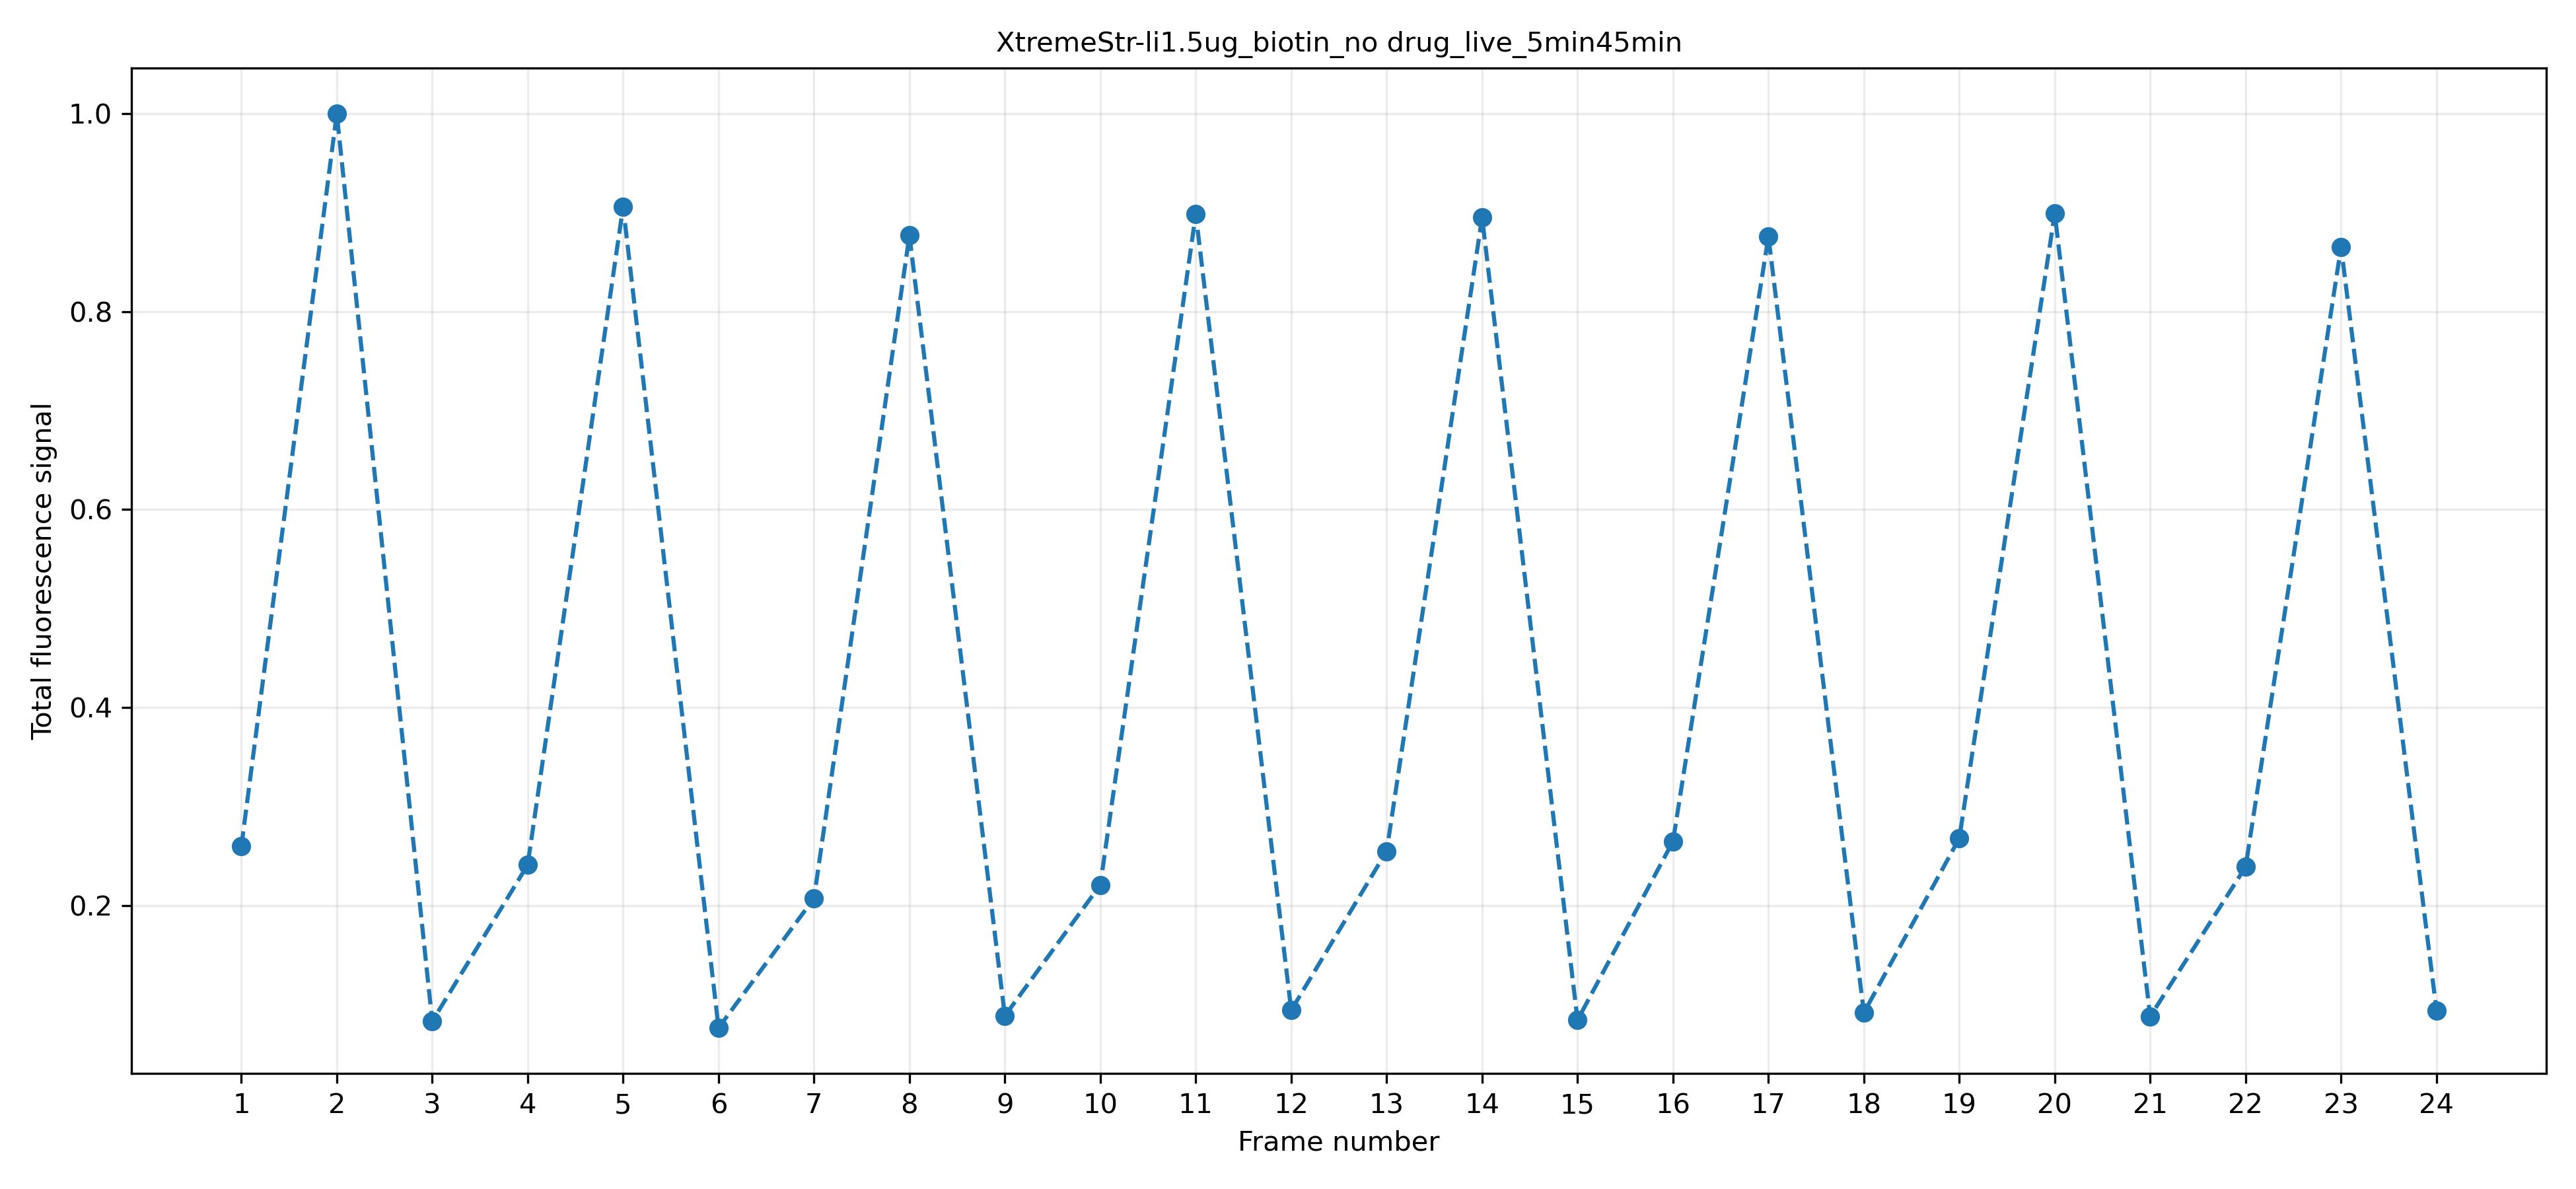 XtremeStr-li1.5ug_biotin_no drug_live_5min45min
Total fluorescence signal
1.0
0.8
0.6
0.4
0.2
1 2 3 4 5 6 7 8 9 10 11 12 13 14 15 16 17 18 19 20 21 22 23 24
Frame number